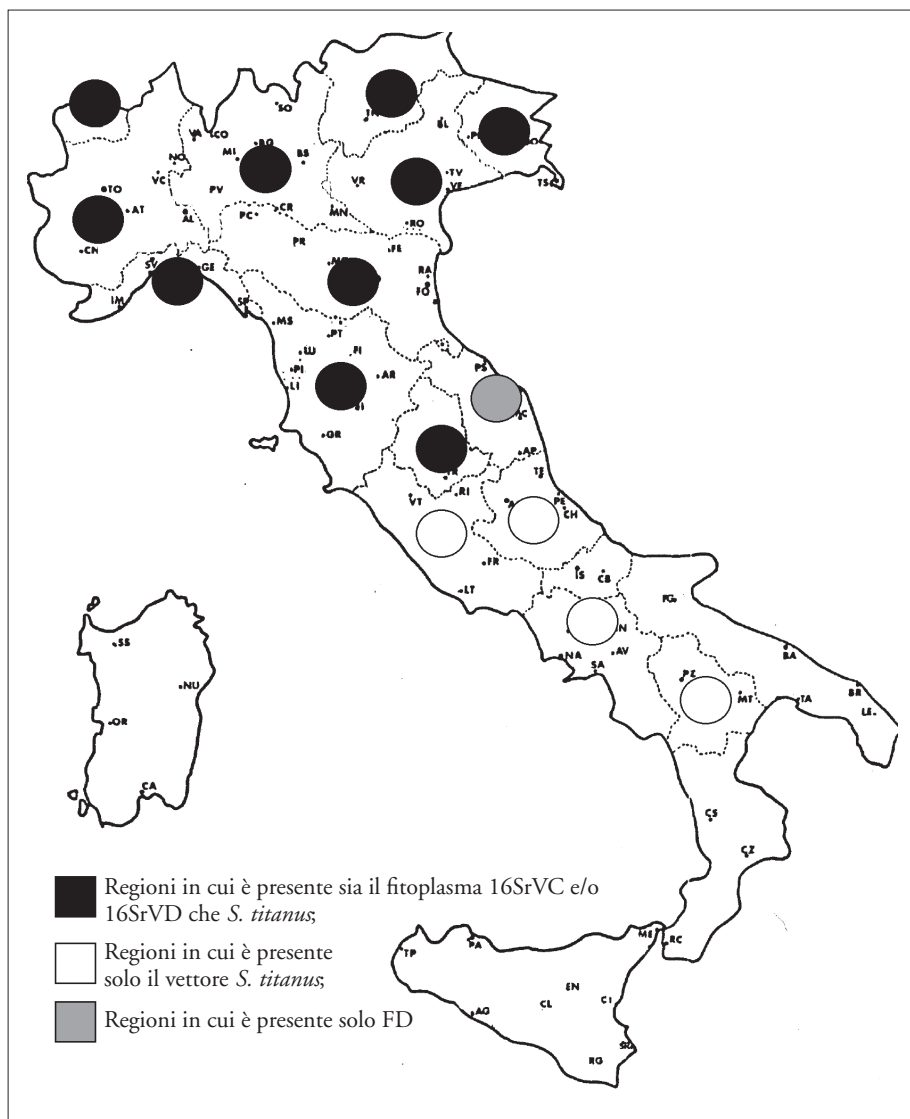 SO
TN
BL
VA
CO
BG
MI
BS
NO
TV
VE
VR
VC
TO
PV
TS
AT
AL
PC
CR
MN
RO
CN
PR
FE
SV
GE
RA
FO
IM
SP
MS
PT
LU
FI
PS
PI
AR
LI
GR
AP
TE
TR
RI
VT
PE
CH
FR
IS
CB
LT
FG
N
NA
AV
BA
SA
SS
PZ
NU
MT
TA
BR
LE
OR
CA
CS
CZ
Regioni in cui è presente sia il fitoplasma 16SrVC e/o
16SrVD che S. titanus;
Regioni in cui è presente
solo il vettore S. titanus;
Regioni in cui è presente solo FD
ME
RC
TP
PA
EN
CL
AG
RG